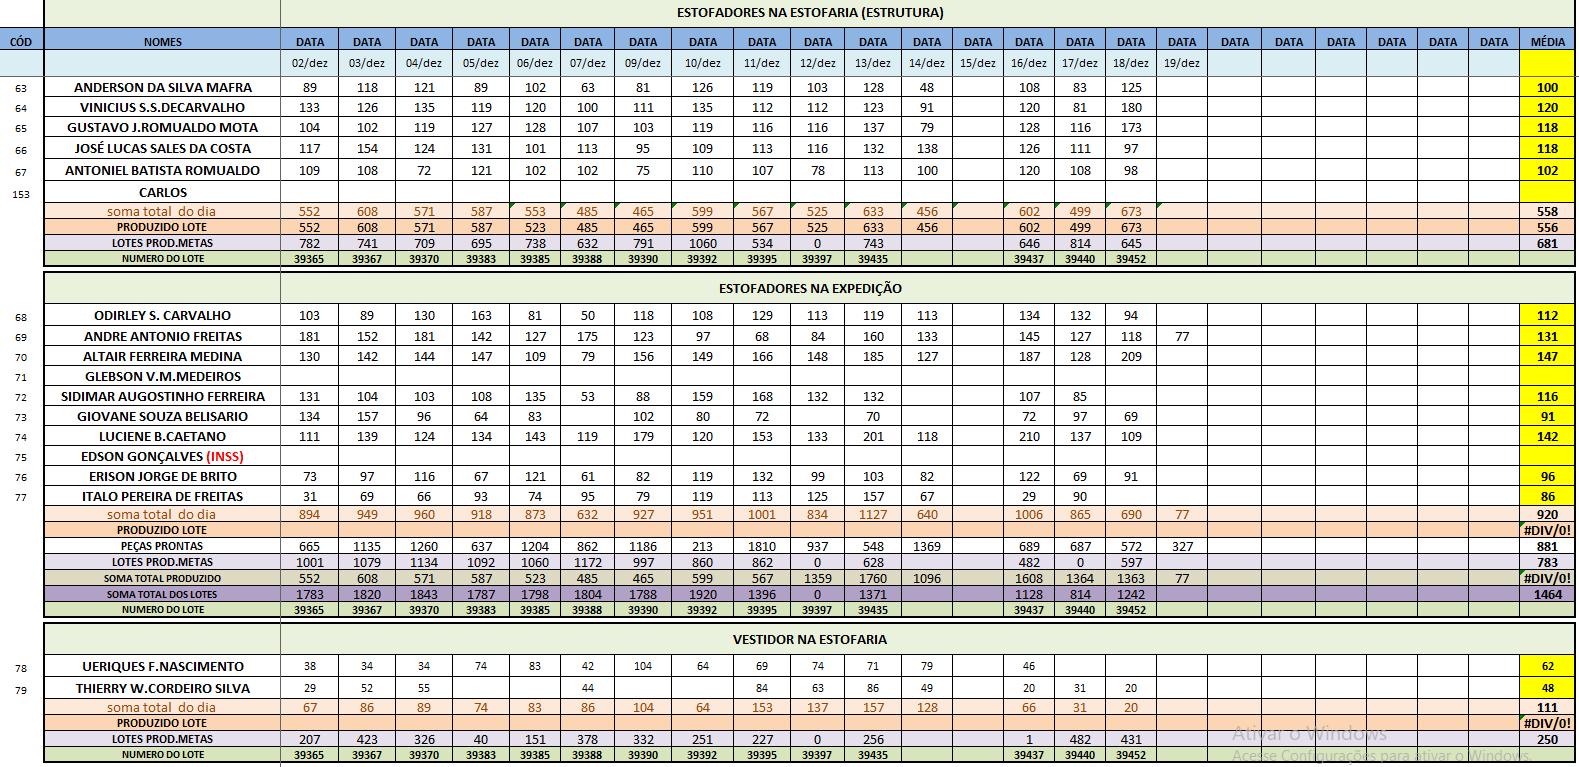 ESTOFADORES NA ESTOFARIA (ESTRUTURA)
CÓD NOMES DATA DATA DATA DATA DATA DATA DATA DATA DATA DATA DATA DATA DATA DATA DATA DATA DATA DATA DATA DATA DATA DATA DATA MÉDIA
02/dez 03/dez 04/dez 05/dez 06/dez 07/dez 09/dez 10/dez 11/dez 12/dez 13/dez 14/dez 15/dez 16/dez 17/dez 18/dez 19/dez
63 ANDERSON DA SILVA MAFRA 89 118 121 89 102 63 81 126 119 103 128 48 108 83 125 100
64 VINICIUS S.S.DECARVALHO 133 126 135 119 120 100 111 135 112 112 123 91 120 81 180 120
65 GUSTAVO J.ROMUALDO MOTA 104 102 119 127 128 107 103 119 116 116 137 79 128 116 173 118
66 JOSÉ LUCAS SALES DA COSTA 117 154 124 131 101 113 95 109 113 116 132 138 126 111 97 118
67 ANTONIEL BATISTA ROMUALDO 109 108 72 121 102 102 75 110 107 78 113 100 120 108 98 102
153 CARLOS
soma total do dia 552 608 571 587 553 485 465 599 567 525 633 456 602 499 673 558
PRODUZIDO LOTE 552 608 571 587 523 485 465 599 567 525 633 456 602 499 673 556
LOTES PROD.METAS 782 741 709 695 738 632 791 1060 534 0 743 646 814 645 681
NUMERO DO LOTE 39365 39367 39370 39383 39385 39388 39390 39392 39395 39397 39435 39437 39440 39452
ESTOFADORES NA EXPEDIÇÃO
68 ODIRLEY S. CARVALHO 103 89 130 163 81 50 118 108 129 113 119 113 134 132 94 112
69 ANDRE ANTONIO FREITAS 181 152 181 142 127 175 123 97 68 84 160 133 145 127 118 77 131
70 ALTAIR FERREIRA MEDINA 130 142 144 147 109 79 156 149 166 148 185 127 187 128 209 147
71 GLEBSON V.M.MEDEIROS
72 SIDIMAR AUGOSTINHO FERREIRA 131 104 103 108 135 53 88 159 168 132 132 107 85 116
73 GIOVANE SOUZA BELISARIO 134 157 96 64 83 102 80 72 70 72 97 69 91
74 LUCIENE B.CAETANO 111 139 124 134 143 119 179 120 153 133 201 118 210 137 109 142
75 EDSON GONÇALVES (INSS)
76 ERISON JORGE DE BRITO 73 97 116 67 121 61 82 119 132 99 103 82 122 69 91 96
77 ITALO PEREIRA DE FREITAS 31 69 66 93 74 95 79 119 113 125 157 67 29 90 86
soma total do dia 894 949 960 918 873 632 927 951 1001 834 1127 640 1006 865 690 77 920
PRODUZIDO LOTE #DIV/0!
PEÇAS PRONTAS 665 1135 1260 637 1204 862 1186 213 1810 937 548 1369 689 687 572 327 881
LOTES PROD.METAS 1001 1079 1134 1092 1060 1172 997 860 862 0 628 482 0 597 783
SOMA TOTAL PRODUZIDO 552 608 571 587 523 485 465 599 567 1359 1760 1096 1608 1364 1363 77 #DIV/0!
SOMA TOTAL DOS LOTES 1783 1820 1843 1787 1798 1804 1788 1920 1396 0 1371 1128 814 1242 1464
NUMERO DO LOTE 39365 39367 39370 39383 39385 39388 39390 39392 39395 39397 39435 39437 39440 39452
VESTIDOR NA ESTOFARIA
78 UERIQUES F.NASCIMENTO 38 34 34 74 83 42 104 64 69 74 71 79 46 62
79 THIERRY W.CORDEIRO SILVA 29 52 55 44 84 63 86 49 20 31 20 48
soma total do dia 67 86 89 74 83 86 104 64 153 137 157 128 66 31 20 111
PRODUZIDO LOTE #DIV/0!
LOTES PROD.METAS 207 423 326 40 151 378 332 251 227 0 256 1 482 431 250
NUMERO DO LOTE 39365 39367 39370 39383 39385 39388 39390 39392 39395 39397 39435 39437 39440 39452
Ativar o Windows
Acesse Configurações para ativar o Windows.